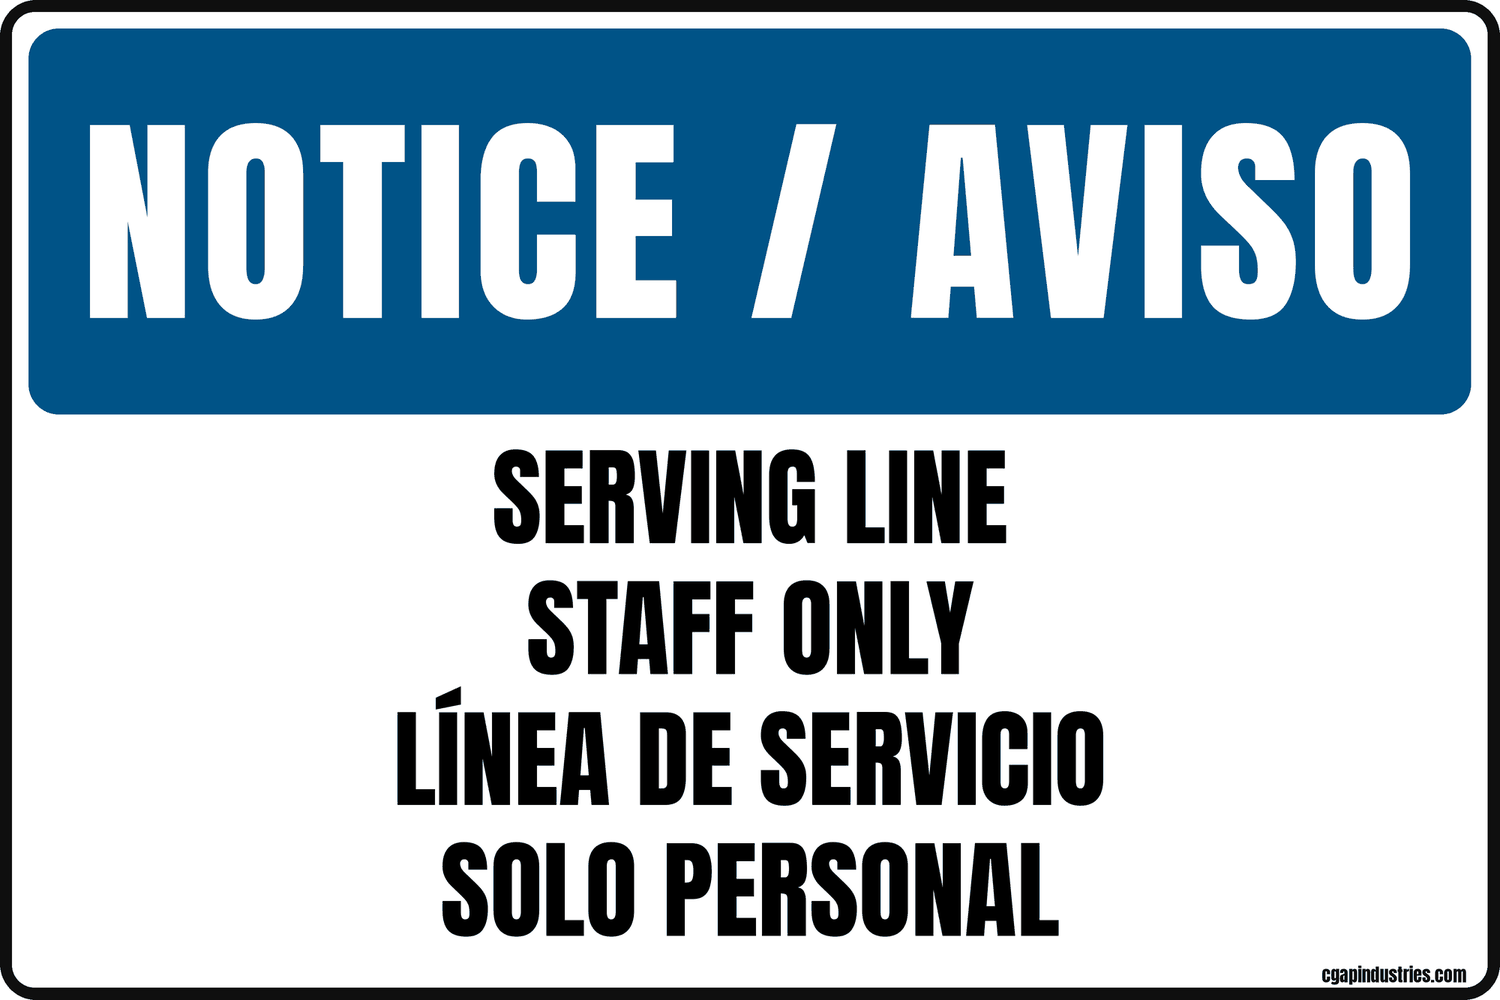 NOTICE / AVISO
SERVING LINE
STAFF ONLY
LÍNEA DE SERVICIO
SOLO PERSONAL
cgapindustries.com